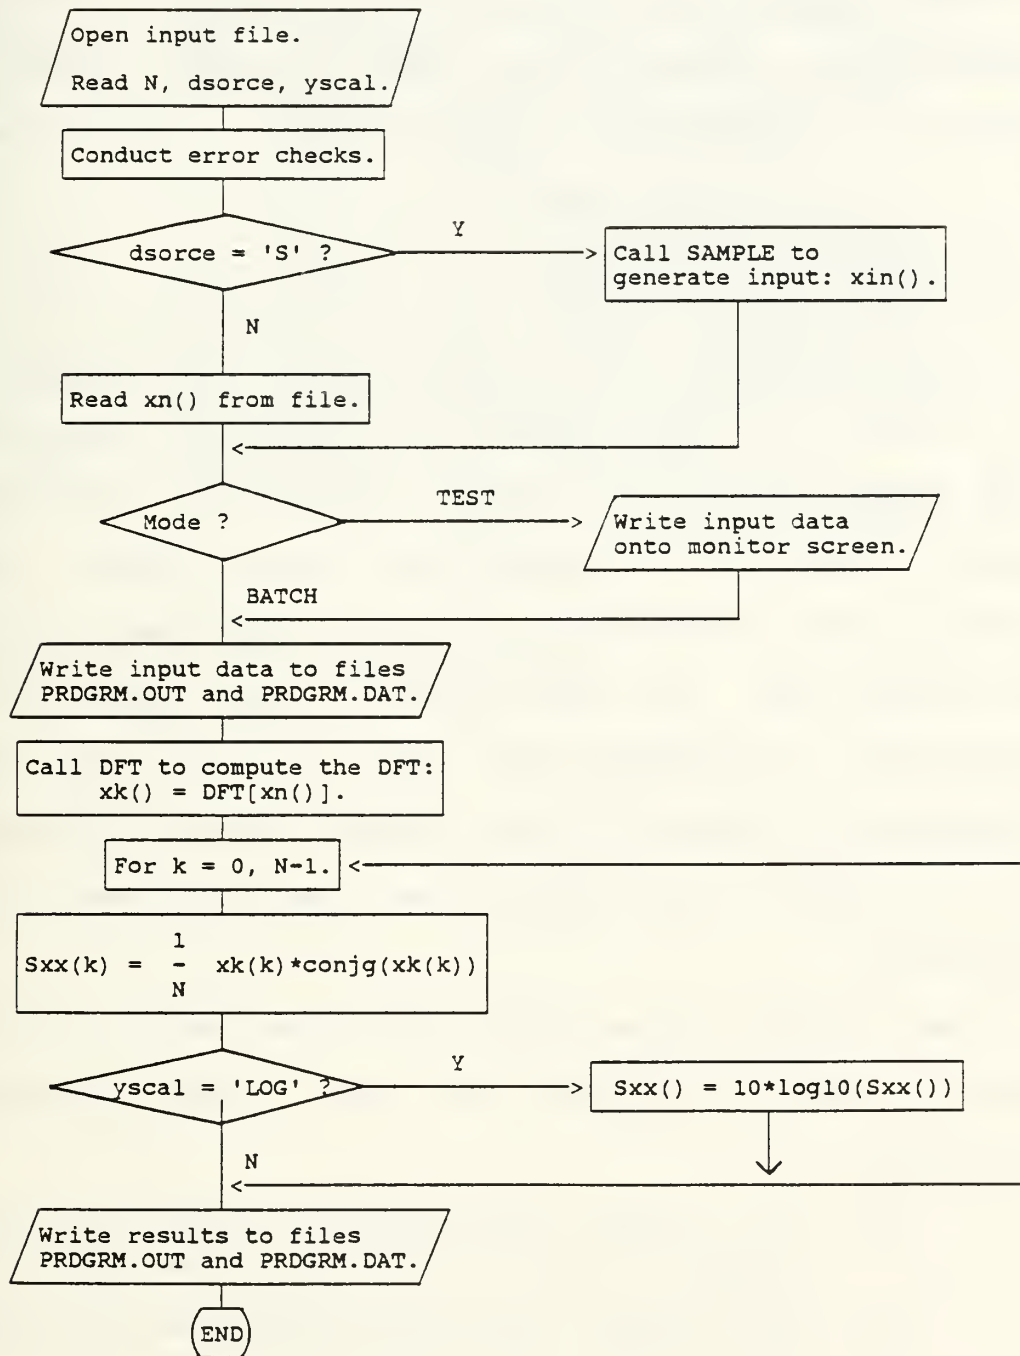 Open input file.
Read N, dsorce, yscal.
Conduct error checks.
dsorce = 'S' ?
Y
Call SAMPLE to
generate input: xin().
N
Read xn() from file.
<
Mode ?
TEST
>
Write input data
onto monitor screen.
BATCH
<
Write input data to files
PRDGRM.OUT and PRDGRM.DAT.
Call DFT to compute the DFT:
xk() = DFT[xn()].
For k = 0, N-1.
<
1
Sxx(k) = - xk(k)*conjg(xk(k))
N
yscal = 'LOG' ?
Y
>
Sxx() = 10*log10(Sxx())
N
<
Write results to files
PRDGRM.OUT and PRDGRM.DAT.
END